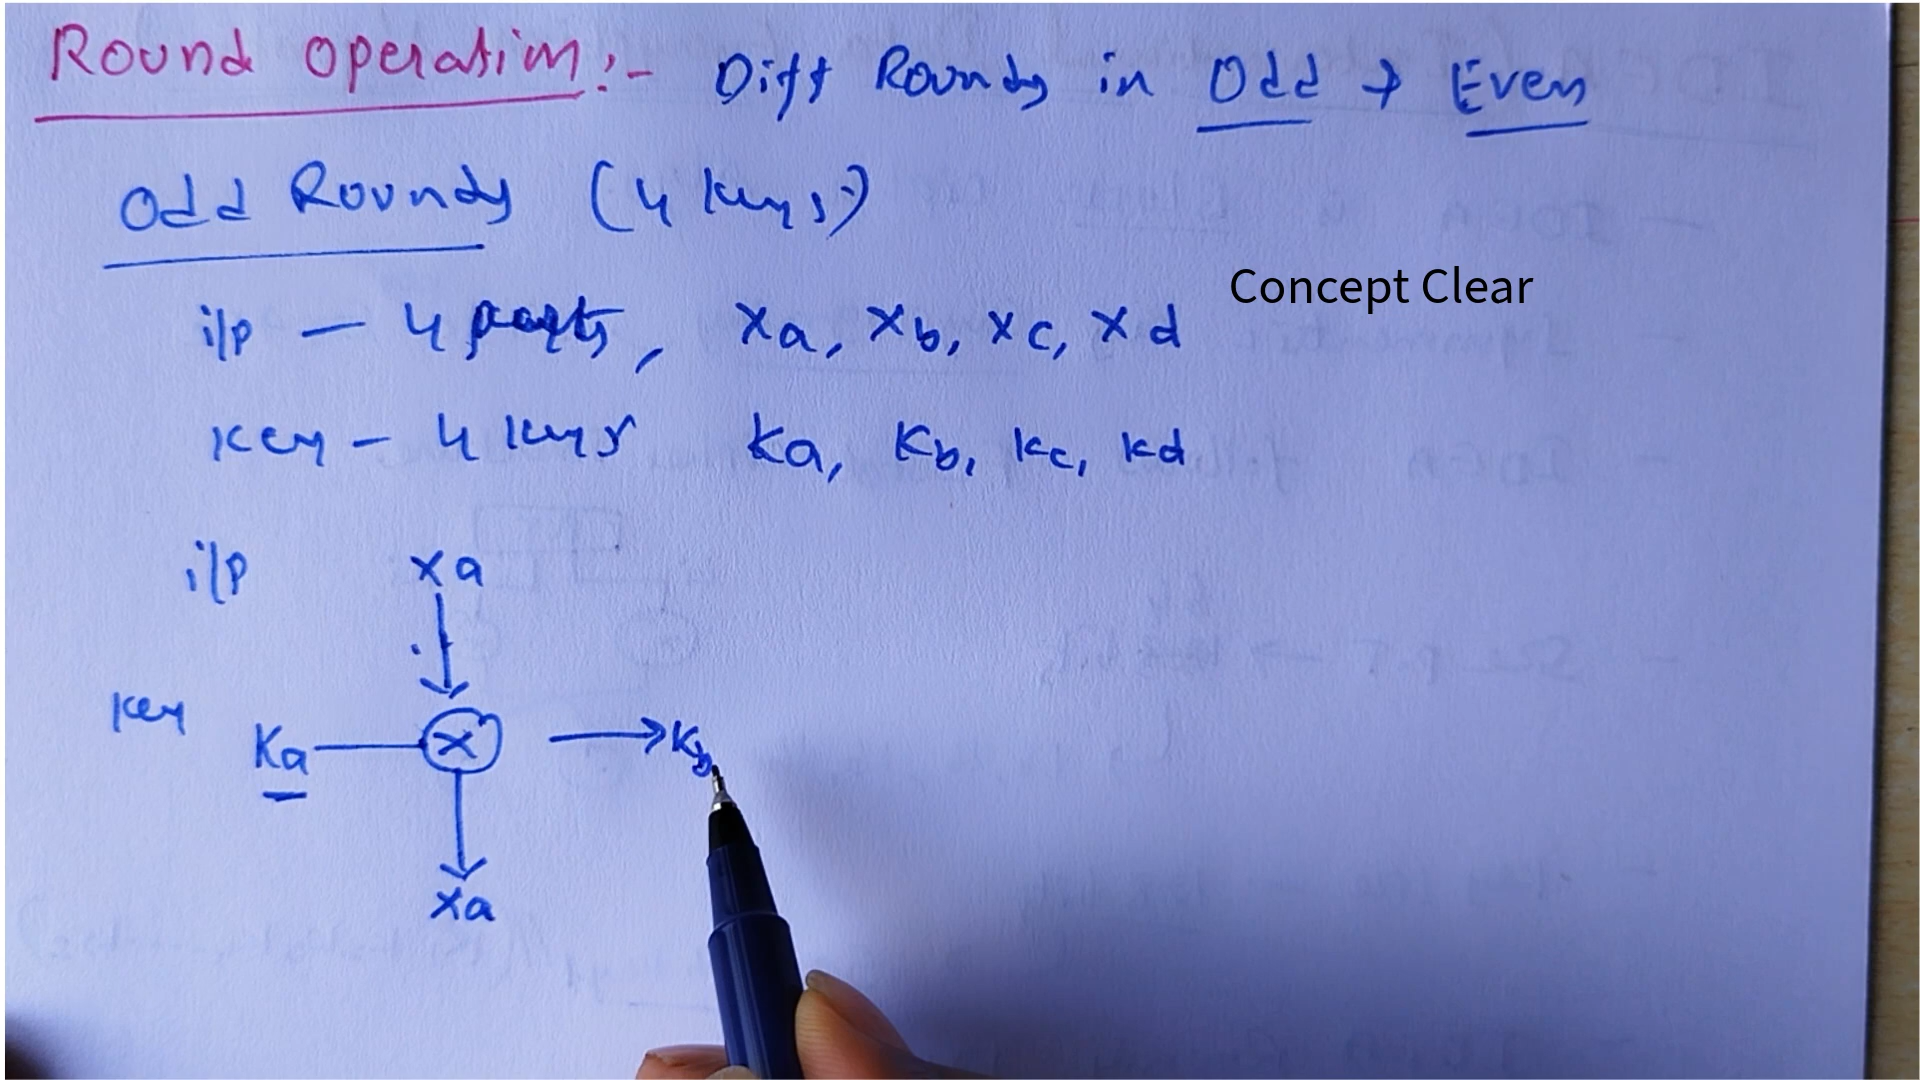 Round Operation :- Diff Rounds in Odd & Even
Odd Rounds (4 keys)
Concept Clear
i/p - 4 parts, Xa, Xb, Xc, Xd
Key - 4 keys Ka, Kb, Kc, Kd
i/p Xa
Key
Ka X → Kb
Xa